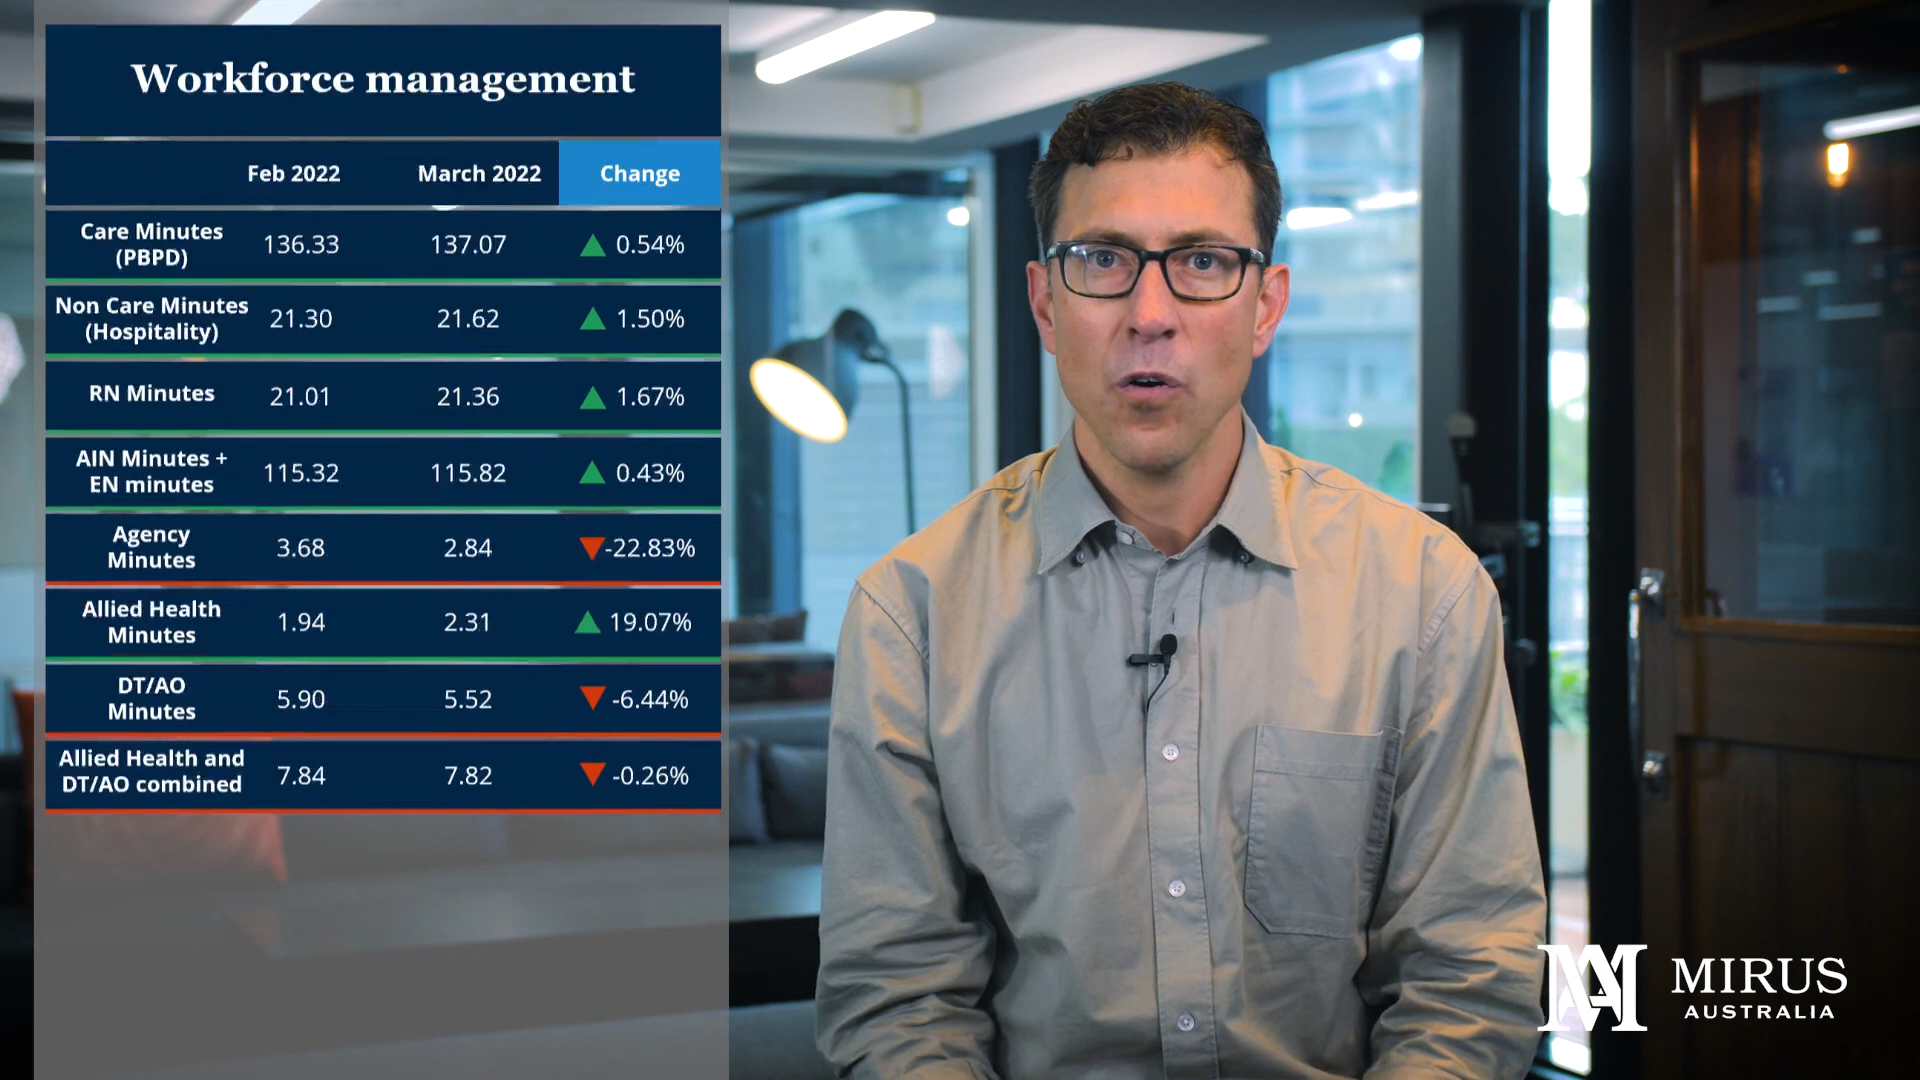 Workforce management
Feb 2022 March 2022 Change
Care Minutes
(PBPD)
136.33 137.07 0.54%
Non Care Minutes
(Hospitality)
21.30 21.62 1.50%
RN Minutes 21.01 21.36 1.67%
AIN Minutes +
EN minutes
115.32 115.82 0.43%
Agency
Minutes
3.68 2.84 -22.83%
Allied Health
Minutes
1.94 2.31 19.07%
DT/AO
Minutes
5.90 5.52 -6.44%
Allied Health and
DT/AO combined
7.84 7.82 -0.26%
MA MIRUS
AUSTRALIA